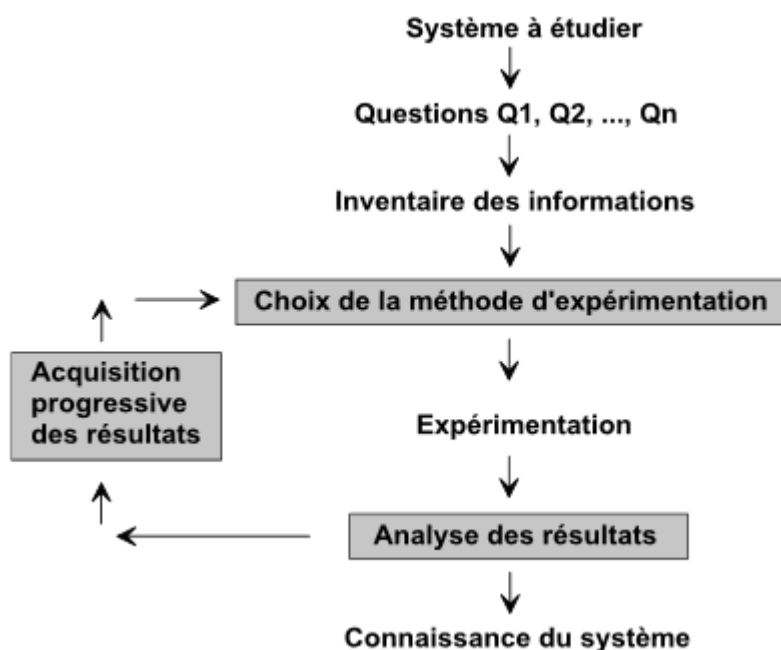 Système à étudier
Questions Q1, Q2, ..., Qn
Inventaire des informations
Choix de la méthode d'expérimentation
Acquisition
progressive
des résultats
Expérimentation
Analyse des résultats
Connaissance du système